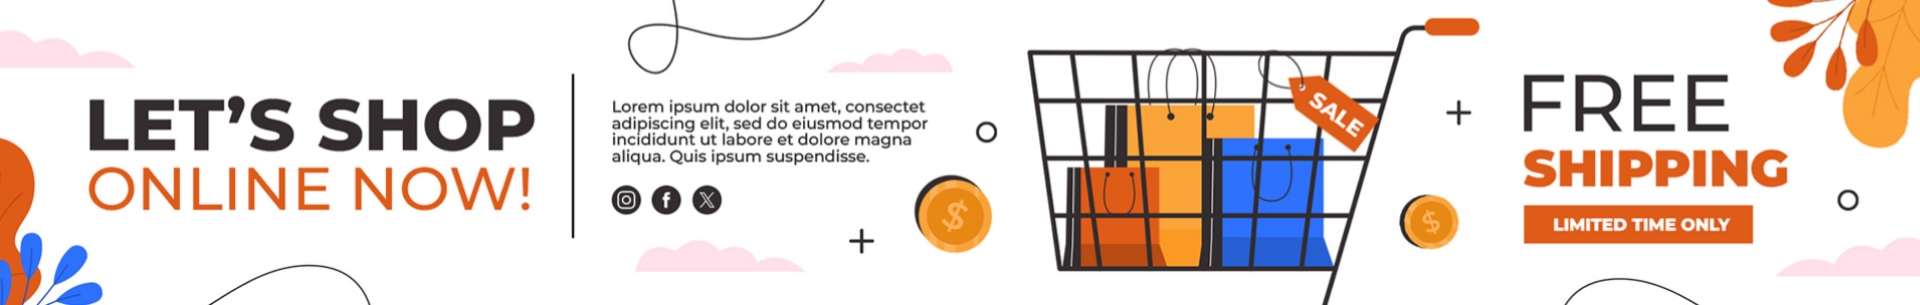 LET'S SHOP
ONLINE NOW!
Lorem ipsum dolor sit amet, consectet
adipiscing elit, sed do eiusmod tempor
incididunt ut labore et dolore magna
aliqua. Quis ipsum suspendisse.
SALE
FREE
SHIPPING
LIMITED TIME ONLY